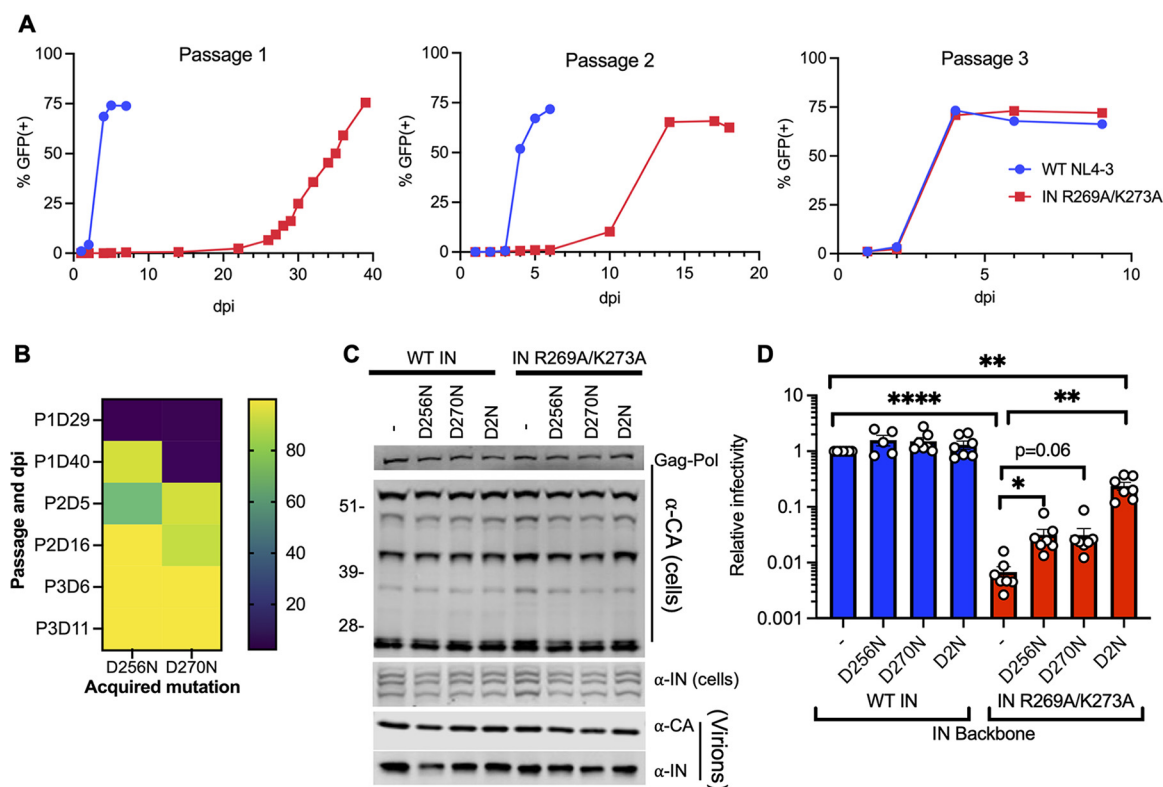 A
Passage 1
Passage 2
Passage 3
% GFP(+)
100
75
50
25
0
0
10
20
30
40
dpi
% GFP(+)
100
75
50
25
0
0
5
10
15
20
dpi
% GFP(+)
100
75
50
25
0
0
5
10
dpi
WT NL4-3
IN R269A/K273A
B
Passage and dpi
P1D29
P1D40
P2D5
P2D16
P3D6
P3D11
D256N
D270N
Acquired mutation
80
60
40
20
C
WT IN
IN R269A/K273A
-
D256N
D270N
D2N
-
D256N
D270N
D2N
Gag-Pol
51-
39-
28-
α-CA (cells)
α-IN (cells)
α-CA
α-IN
(Virions)
D
**
****
**
p=0.06
*
Relative infectivity
10
1
0.1
0.01
0.001
-
D256N
D270N
D2N
-
D256N
D270N
D2N
WT IN
IN R269A/K273A
IN Backbone